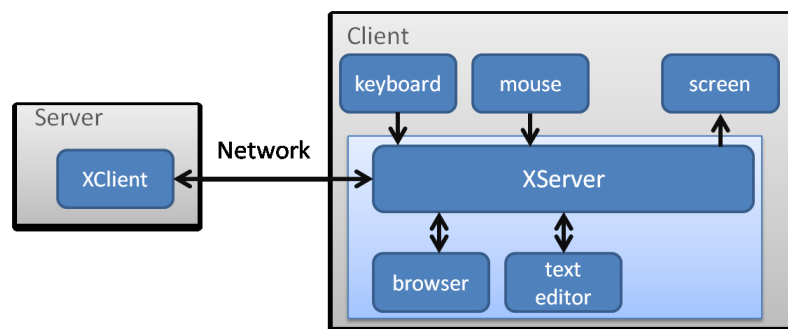 Client
keyboard
mouse
screen
Server
Network
XClient
XServer
browser
text
editor